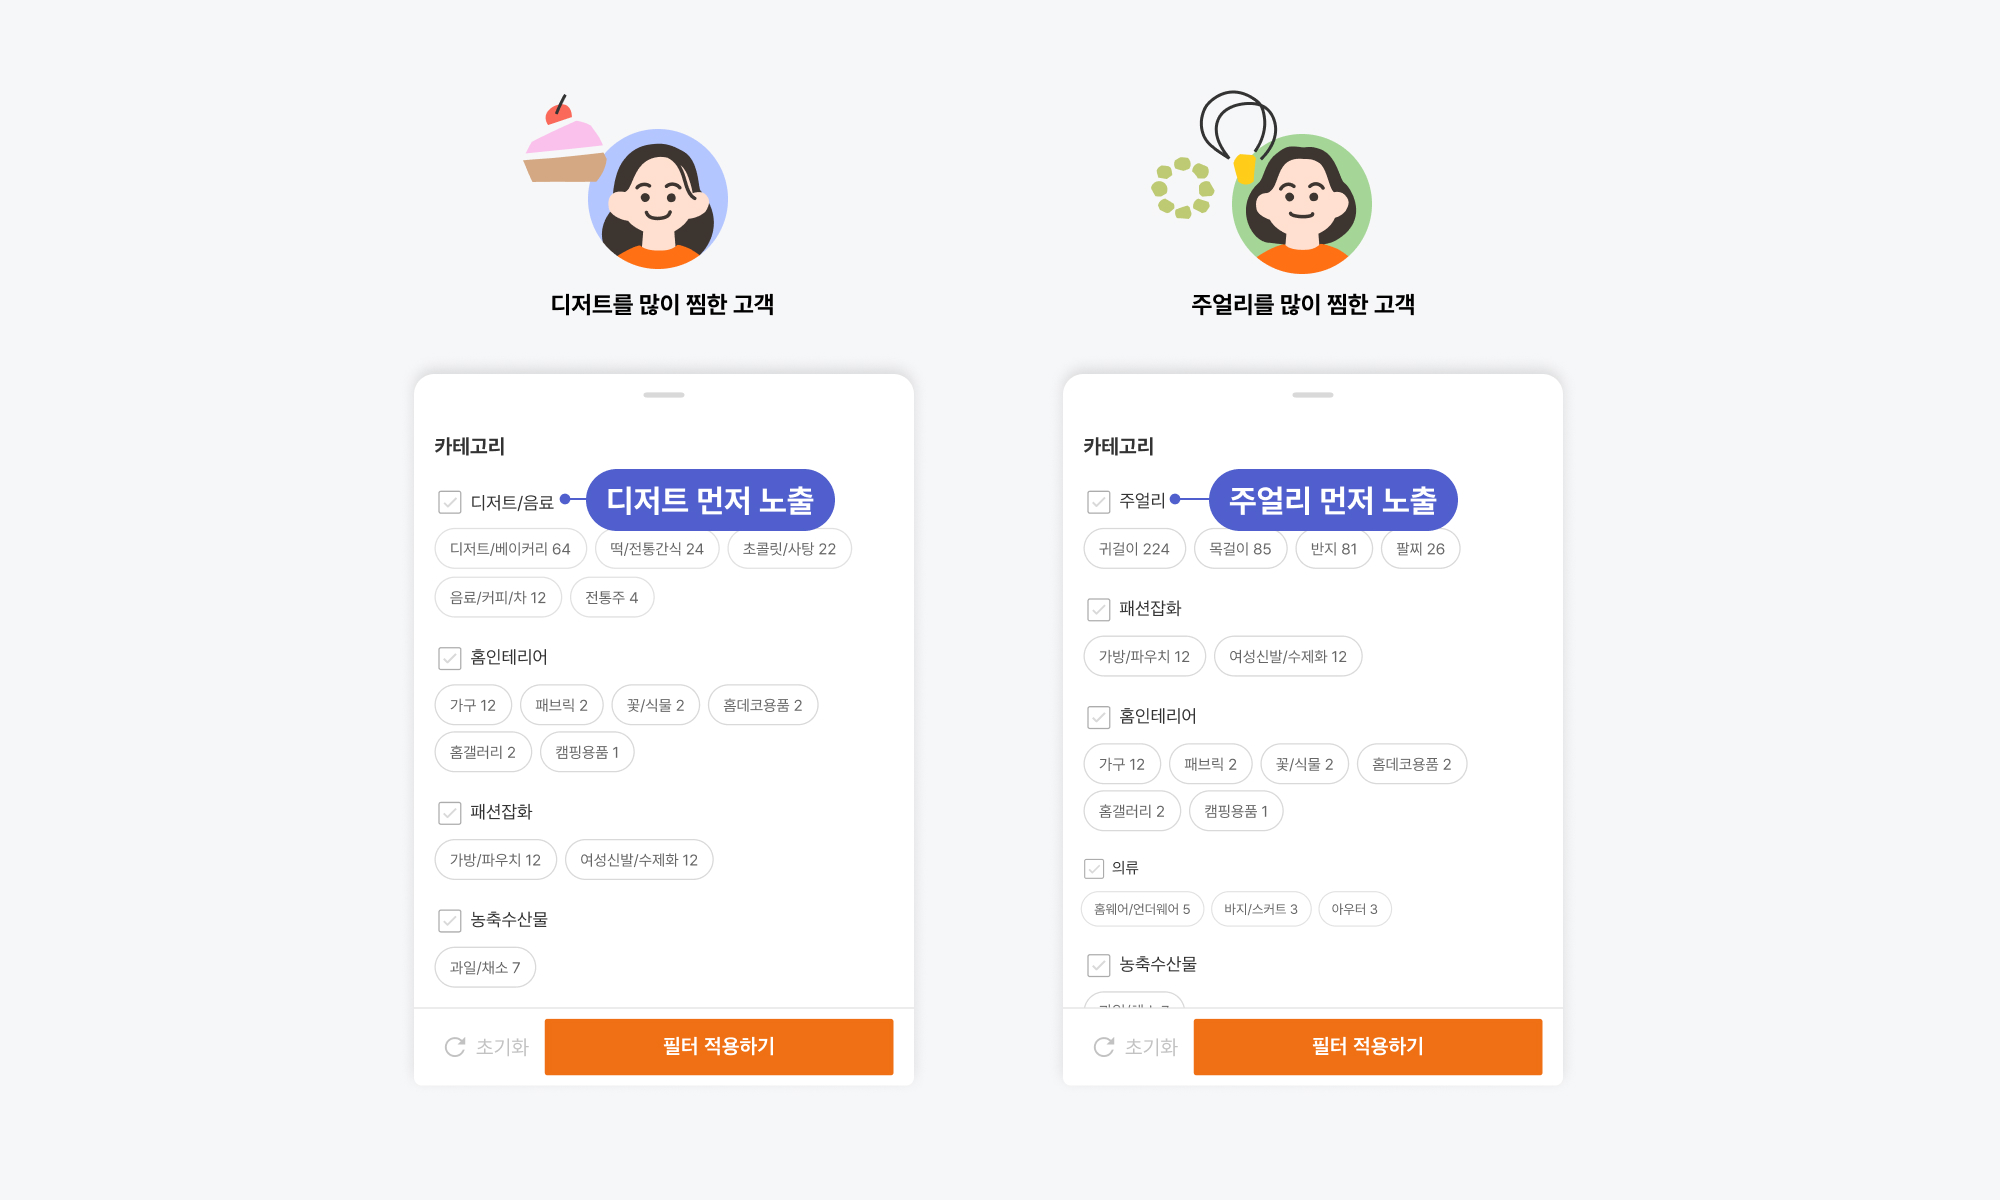 디저트를 많이 찜한 고객
카테고리
디저트/음료
디저트 먼저 노출
디저트/베이커리 64
떡/전통간식 24
초콜릿/사탕 22
음료/커피/차 12
전통주 4
홈인테리어
가구 12
패브릭 2
꽃/식물 2
홈데코용품 2
홈갤러리 2
캠핑용품 1
패션잡화
가방/파우치 12
여성신발/수제화 12
농축수산물
과일/채소 7
초기화
필터 적용하기
주얼리를 많이 찜한 고객
카테고리
주얼리
주얼리 먼저 노출
귀걸이 224
목걸이 85
반지 81
팔찌 26
패션잡화
가방/파우치 12
여성신발/수제화 12
홈인테리어
가구 12
패브릭 2
꽃/식물 2
홈데코용품 2
홈갤러리 2
캠핑용품 1
의류
홈웨어/언더웨어 5
바지/스커트 3
아우터 3
농축수산물
초기화
필터 적용하기